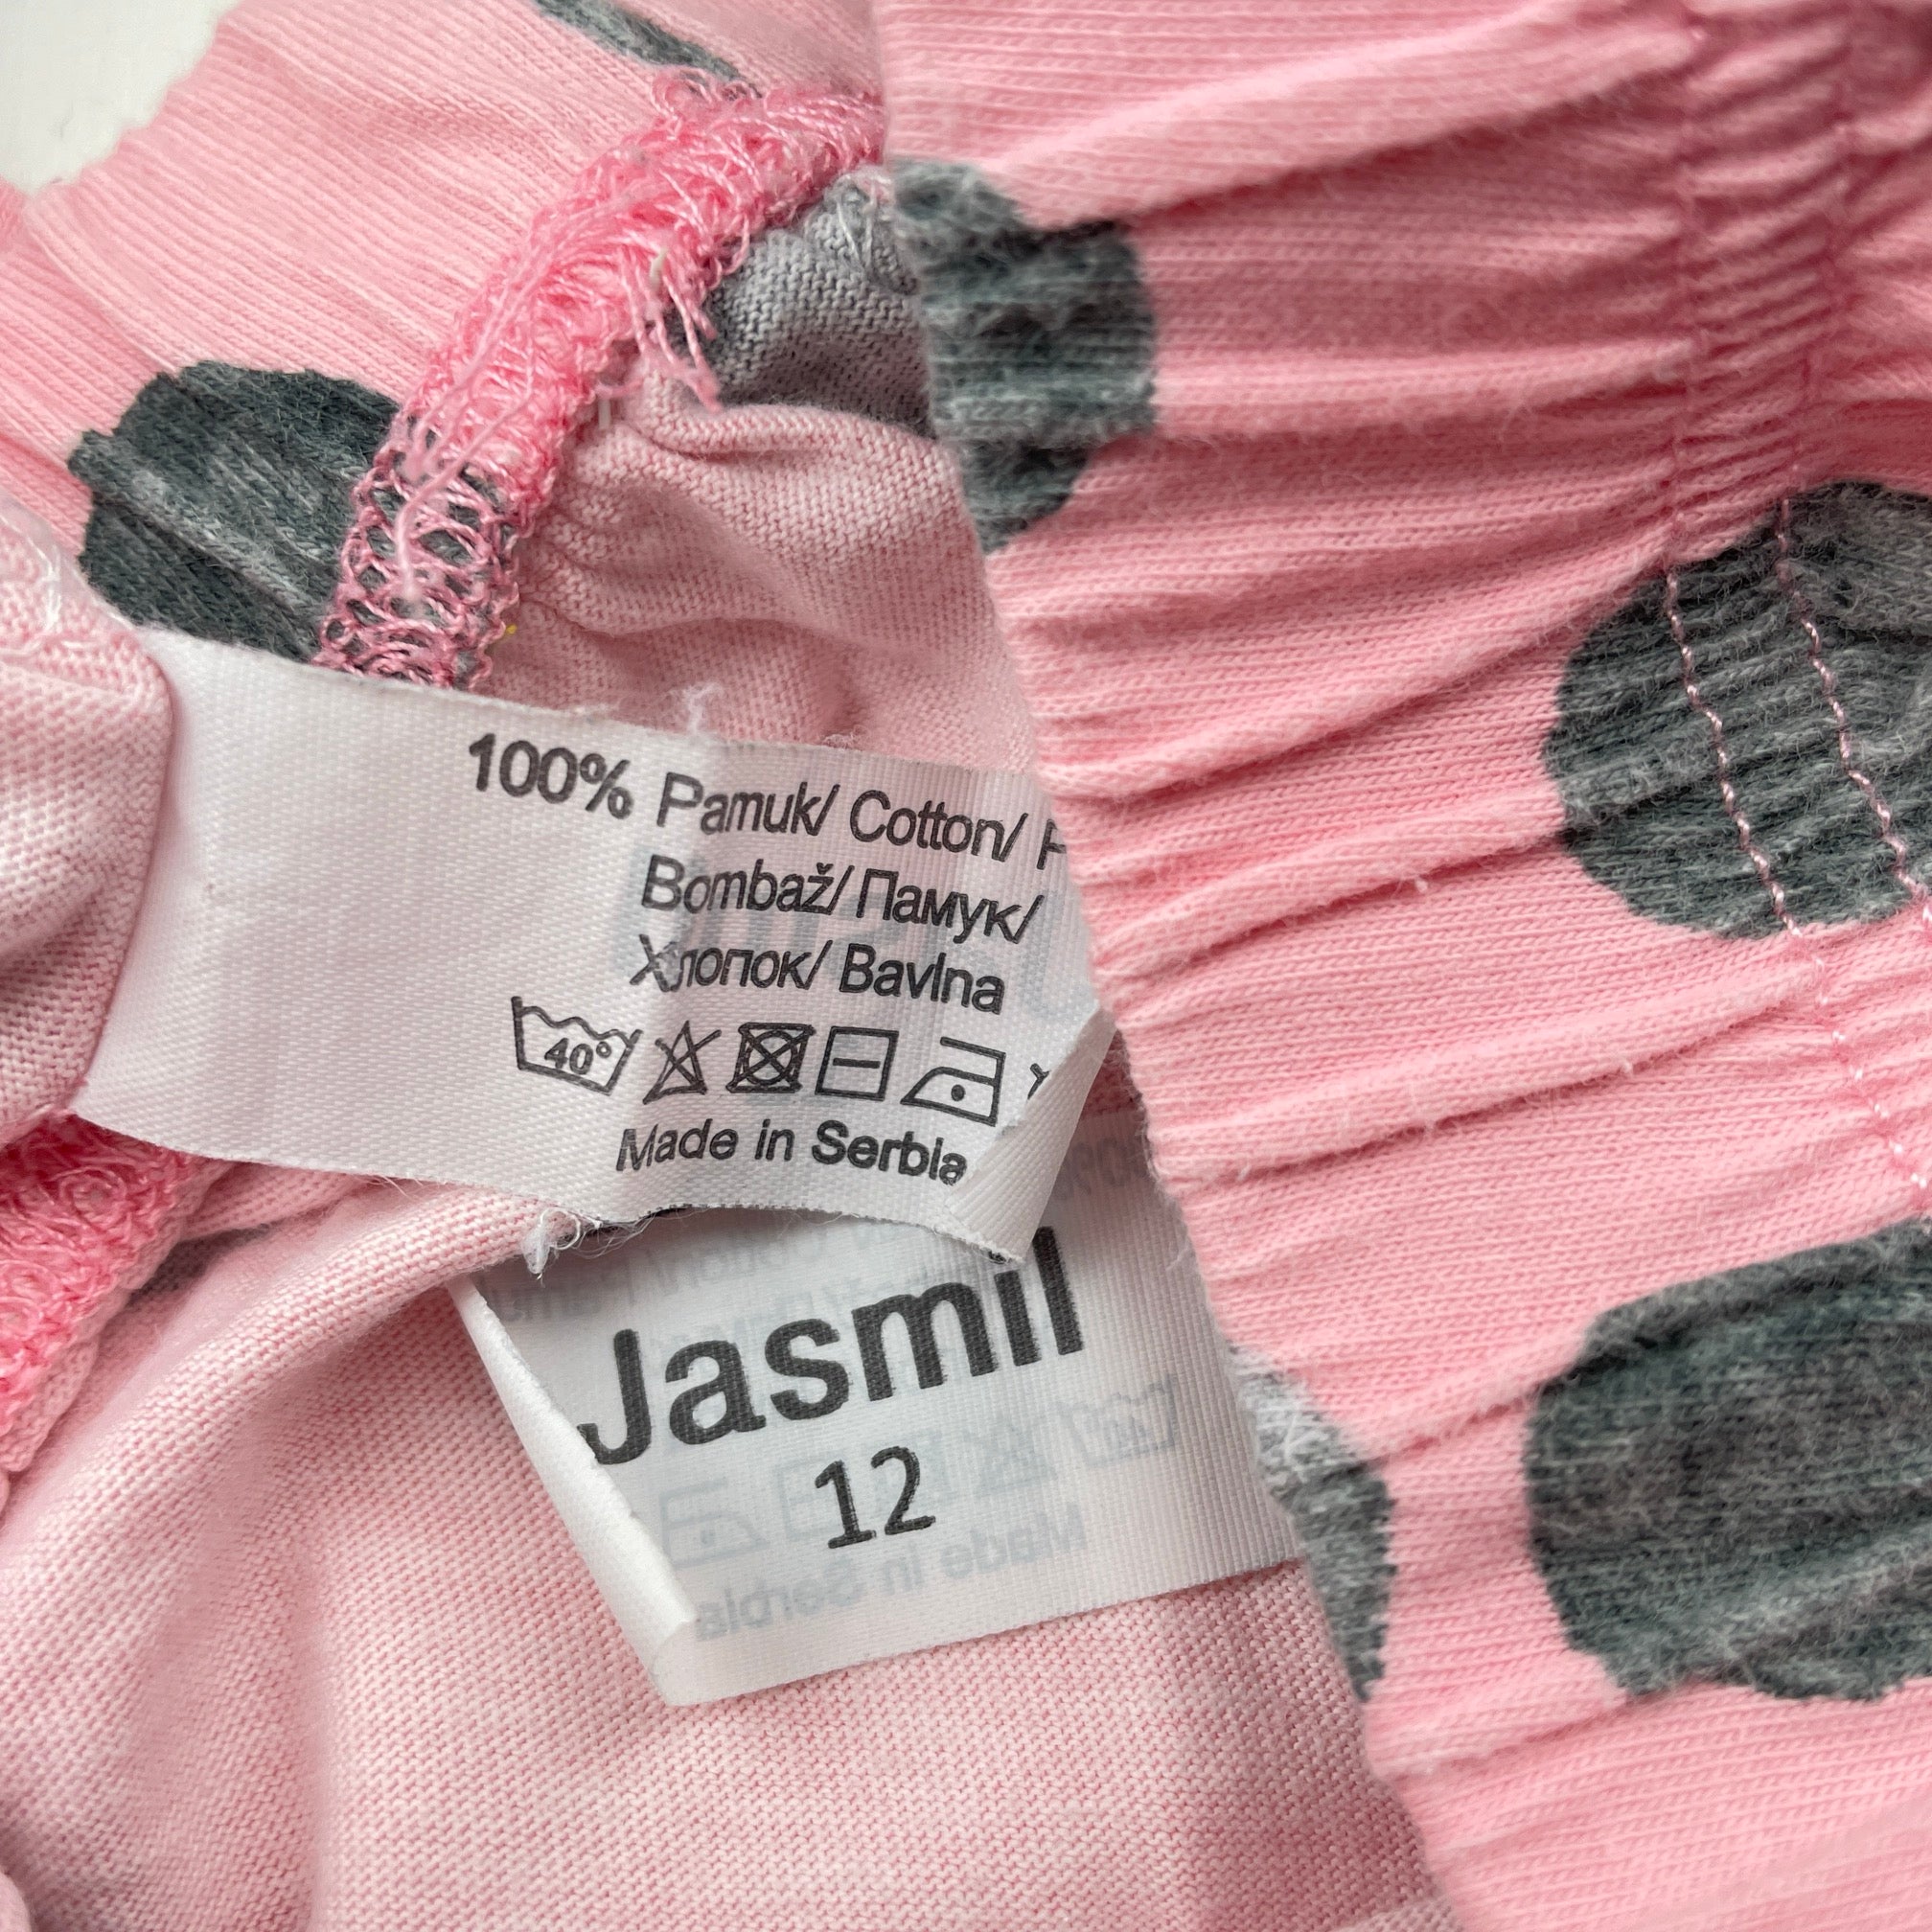 100% Pamuk/ Cotton/
Bombaž/ Памук/
Хлопок/ Bavlna
40°
Made in Serbia
Jasmil
12